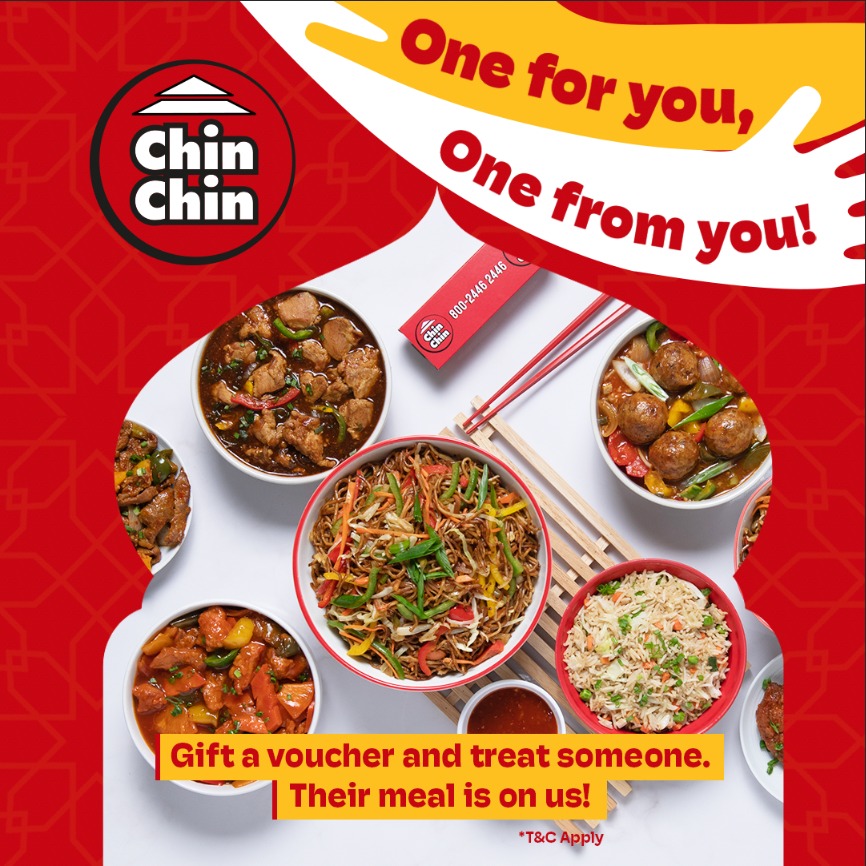 One for you,
One from you!
Chin
Chin
800-2446 2446
Chin
Chin
Gift a voucher and treat someone.
Their meal is on us!
*T&C Apply